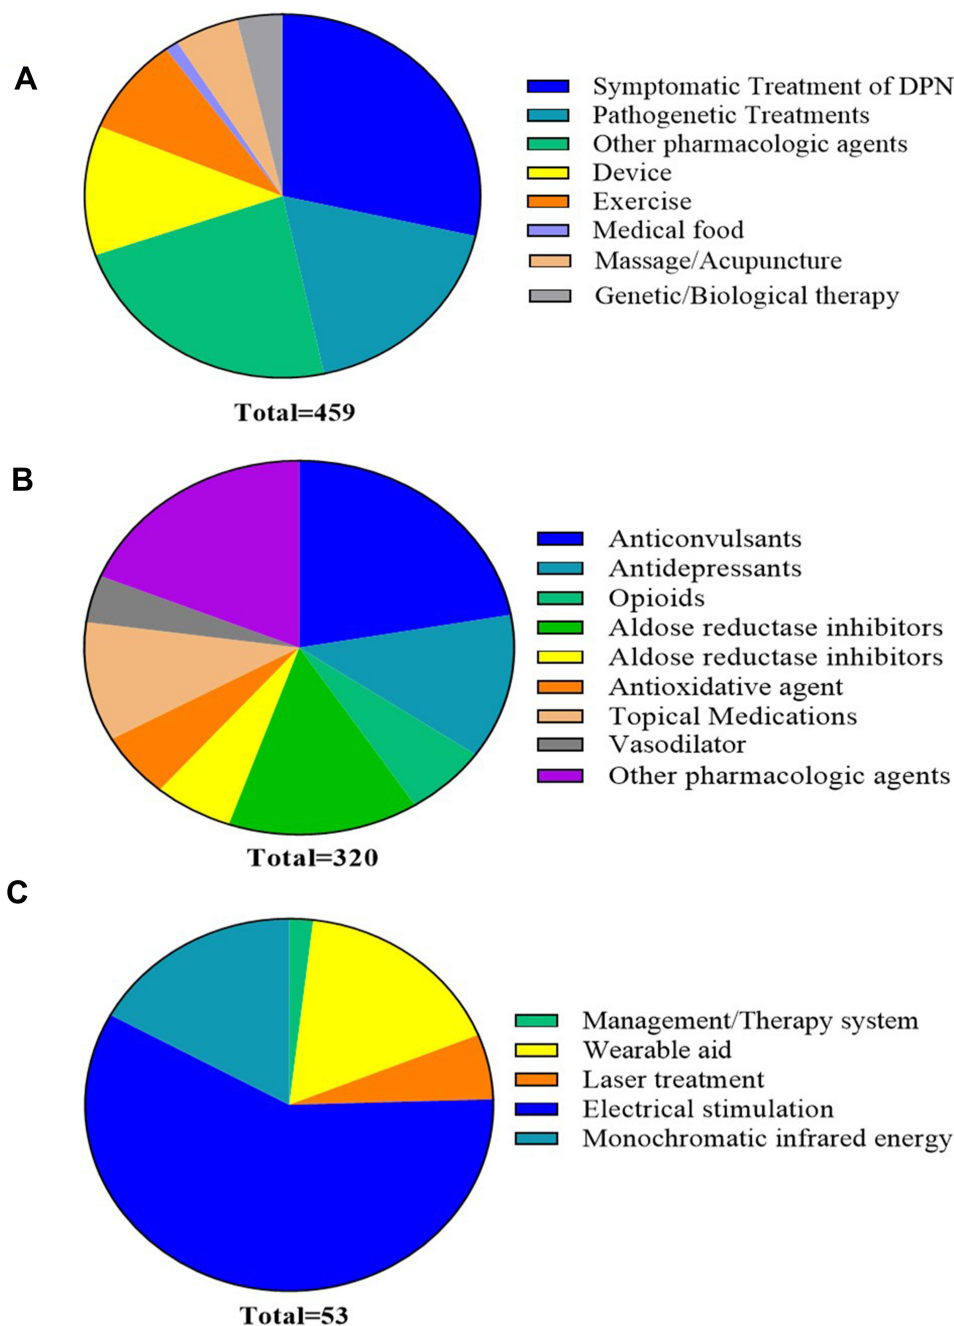 A
Symptomatic Treatment of DPN
Pathogenetic Treatments
Other pharmacologic agents
Device
Exercise
Medical food
Massage/Acupuncture
Genetic/Biological therapy
Total=459
B
Anticonvulsants
Antidepressants
Opioids
Aldose reductase inhibitors
Aldose reductase inhibitors
Antioxidative agent
Topical Medications
Vasodilator
Other pharmacologic agents
Total=320
C
Management/Therapy system
Wearable aid
Laser treatment
Electrical stimulation
Monochromatic infrared energy
Total=53